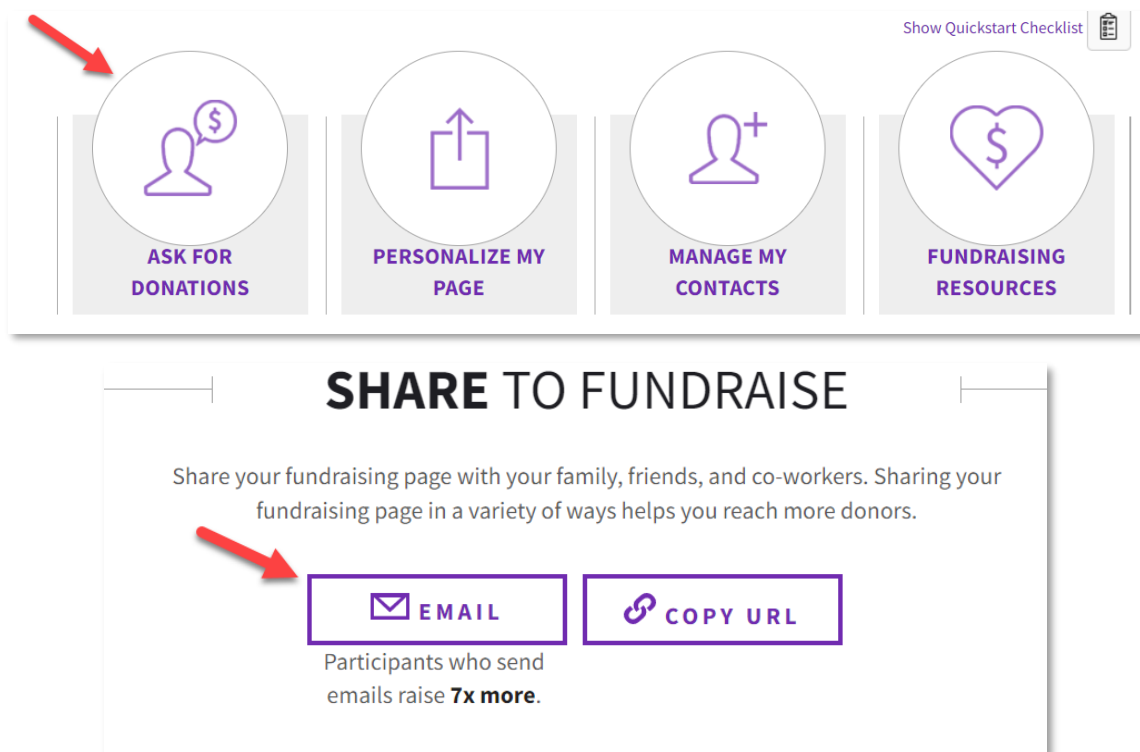 Show Quickstart Checklist
$
$
ASK FOR
DONATIONS
PERSONALIZE MY
PAGE
MANAGE MY
CONTACTS
FUNDRAISING
RESOURCES
SHARE TO FUNDRAISE
Share your fundraising page with your family, friends, and co-workers. Sharing your
fundraising page in a variety of ways helps you reach more donors.
EMAIL
COPY URL
Participants who send
emails raise 7x more.